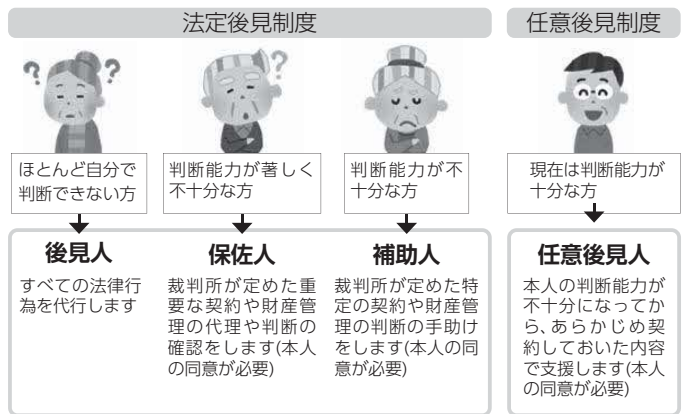 法定後見制度
任意後見制度
? ?
?
ほとんど自分で
判断できない方
判断能力が著しく
不十分な方
判断能力が不
十分な方
現在は判断能力が
十分な方
後見人
すべての法律行
為を代行します
保佐人
裁判所が定めた重
要な契約や財産管
理の代理や判断の
確認をします(本人
の同意が必要)
補助人
裁判所が定めた特
定の契約や財産管
理の判断の手助け
をします(本人の同
意が必要)
任意後見人
本人の判断能力が
不十分になってか
ら、あらかじめ契
約しておいた内容
で支援します(本人
の同意が必要)